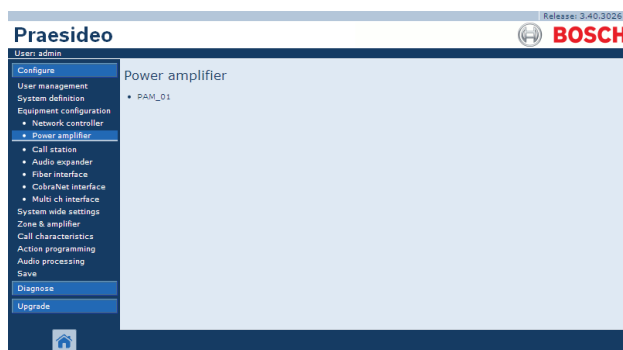 Release: 3.40.3026
Praesideo
BOSCH
User: admin
Configure
User management
System definition
Equipment configuration
• Network controller
• Power amplifier
• Call station
• Audio expander
• Fiber interface
• CobraNet interface
• Multi ch interface
System wide settings
Zone & amplifier
Call characteristics
Action programming
Audio processing
Save
Diagnose
Upgrade
Power amplifier
• PAM_01